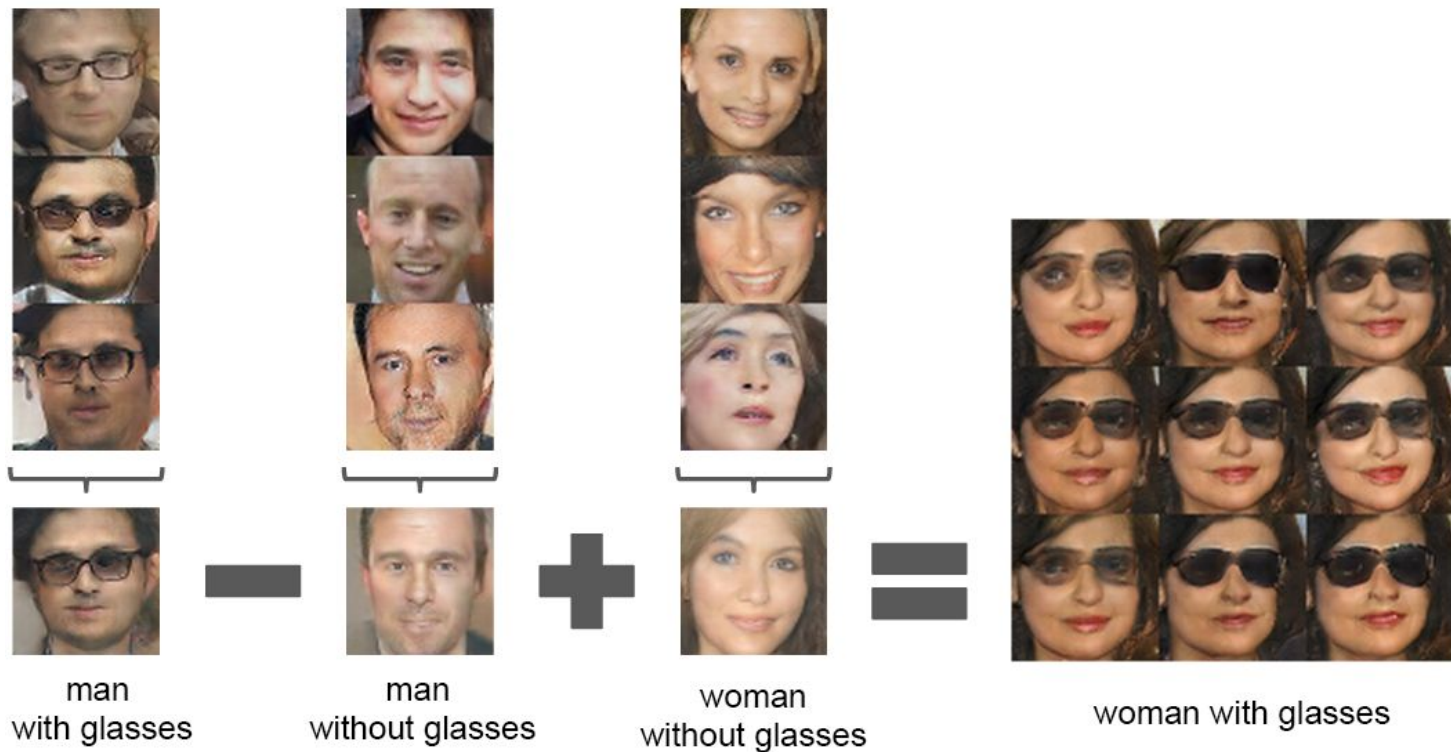 man
with glasses
man
without glasses
woman
without glasses
woman with glasses